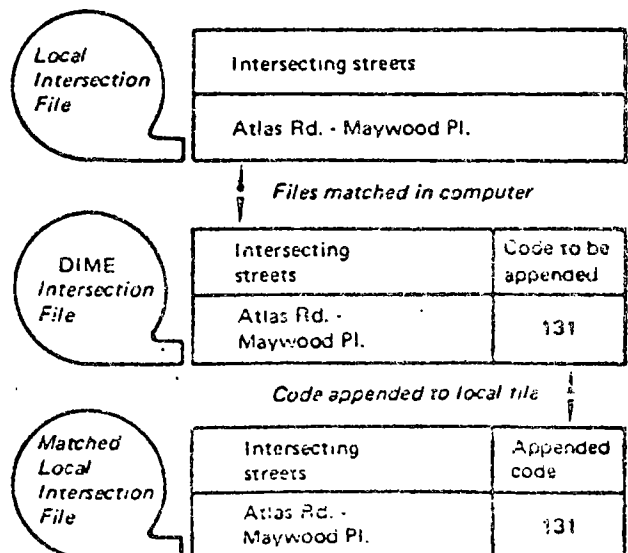 Local
Intersection
File
Intersecting streets
Atlas Rd. - Maywood Pl.
Files matched in computer
DIME
Intersection
File
Intersecting
streets
Code to be
appended
Atlas Rd. -
Maywood Pl.
131
Code appended to local file
Matched
Local
Intersection
File
Intersecting
streets
Appended
code
Atlas Rd. -
Maywood Pl.
131